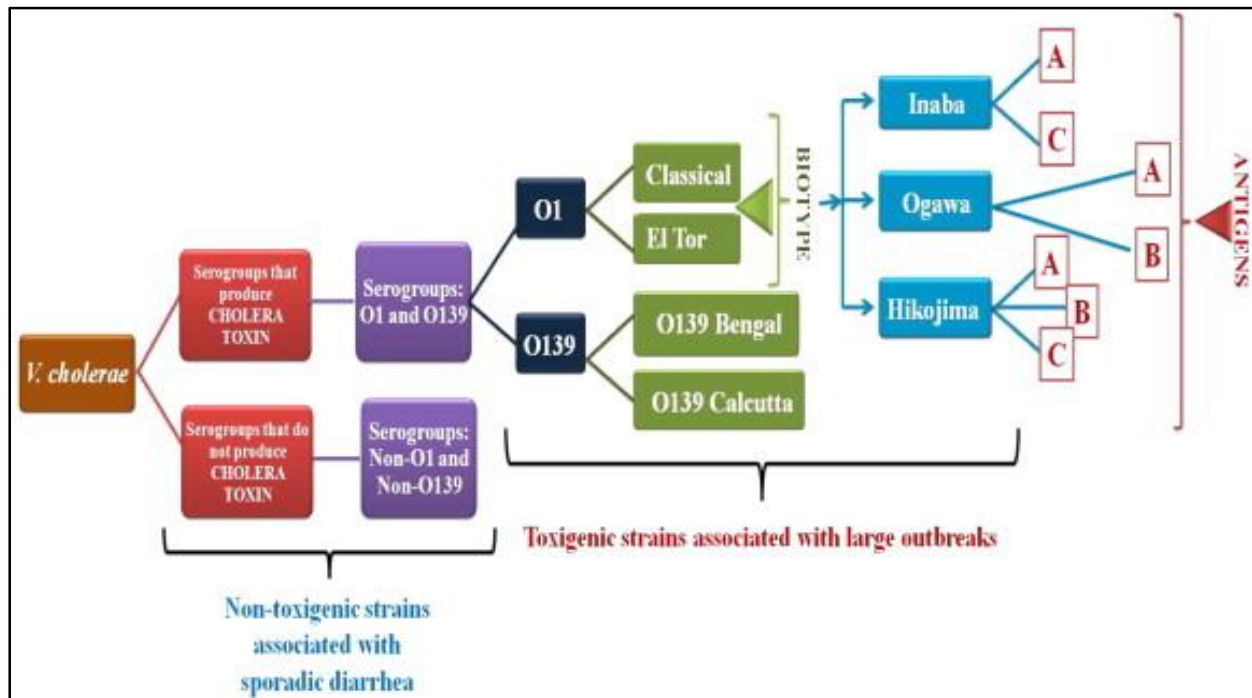 V. cholerae
Serogroups that
produce
CHOLERA
TOXIN
Serogroups that do
not produce
CHOLERA
TOXIN
Serogroups:
O1 and O139
Serogroups:
Non-O1 and
Non-O139
O1
O139
Classical
El Tor
O139 Bengal
O139 Calcutta
BIOTYPE
Inaba
Ogawa
Hikojima
A
C
A
B
A
B
C
ANTIGENS
Toxigenic strains associated with large outbreaks
Non-toxigenic strains
associated with
sporadic diarrhea